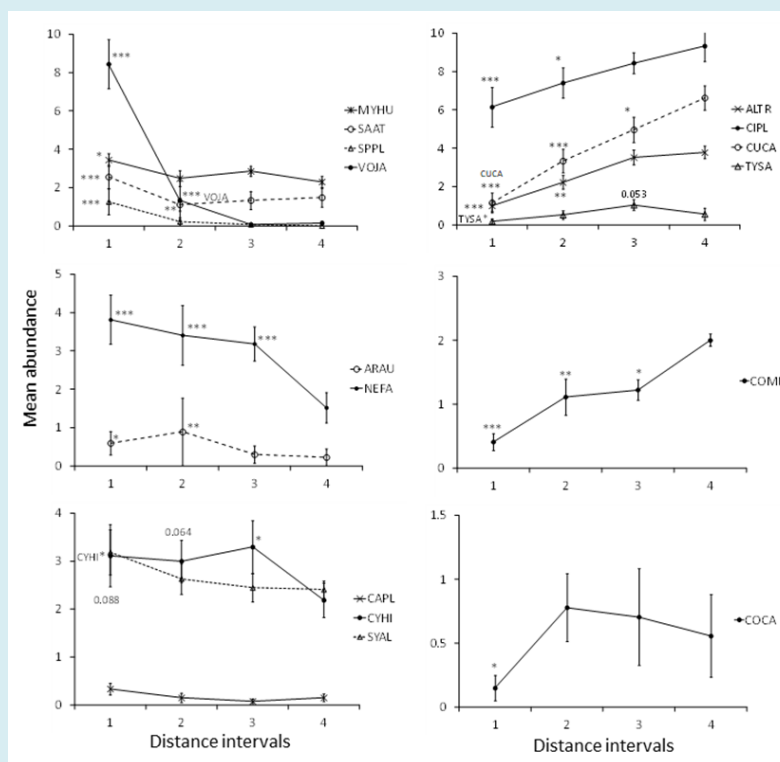 Mean abundance
10
8
6
4
2
0
1 2 3 4
***
*
***
***
***
**
VOJA
MYHU
SAAT
SPPL
VOJA
10
8
6
4
2
0
1 2 3 4
***
*
*
CUCA
***
***
***
**
TYSA*
0.053
ALTR
CIPL
CUCA
TYSA
5
4
3
2
1
0
1 2 3 4
***
***
***
*
**
ARAU
NEFA
3
2
1
0
1 2 3 4
***
**
*
4
3
2
1
0
1 2 3 4
CYHI*
0.064
*
0.088
CAPL
CYHI
SYAL
Distance intervals
1.5
1
0.5
0
1 2 3 4
*
COCA
Distance intervals